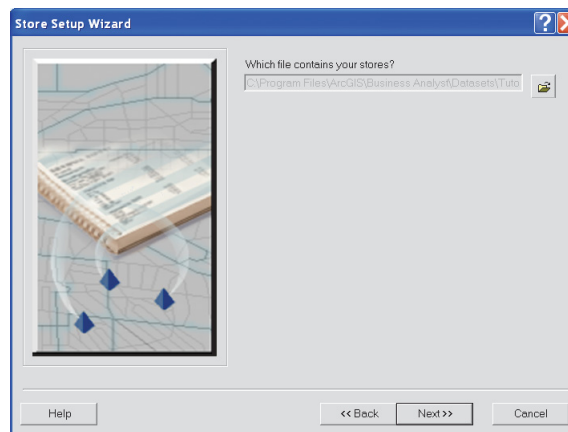 Store Setup Wizard
Which file contains your stores?
C:\Program Files\ArcGIS\Business Analyst\Datasets\Tuto
Help
<< Back
Next >>
Cancel